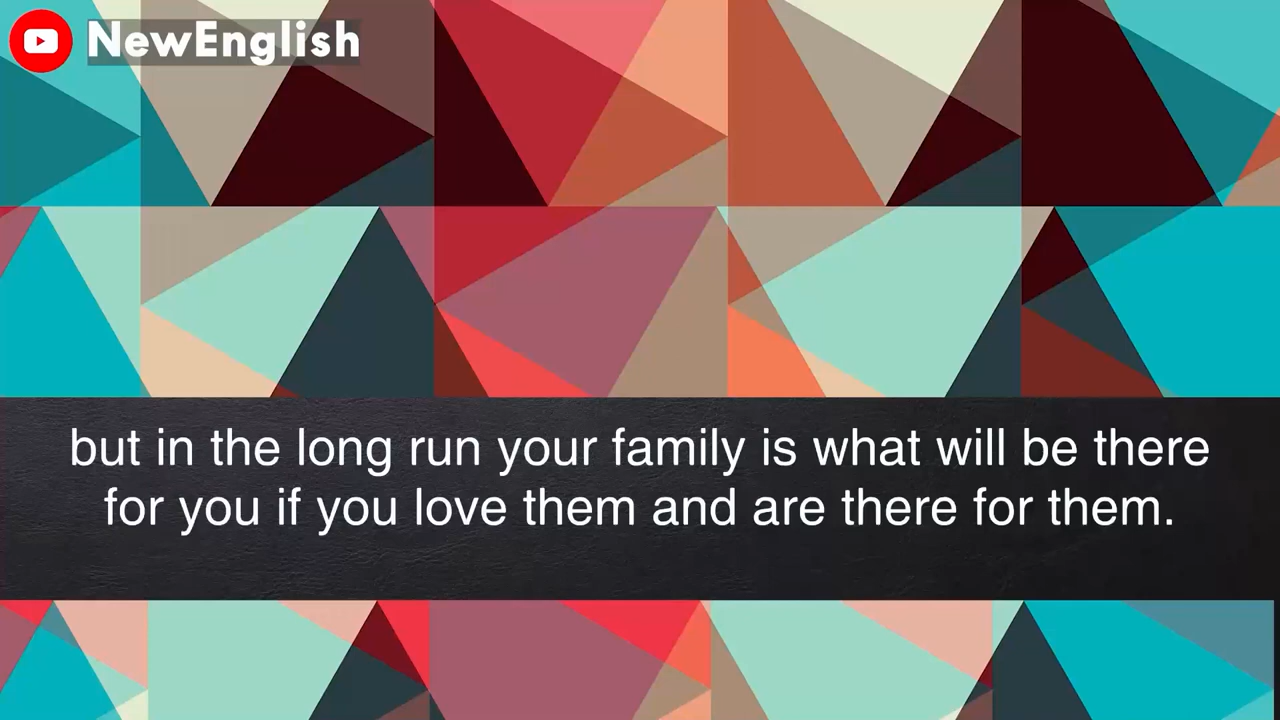 NewEnglish
but in the long run your family is what will be there
for you if you love them and are there for them.